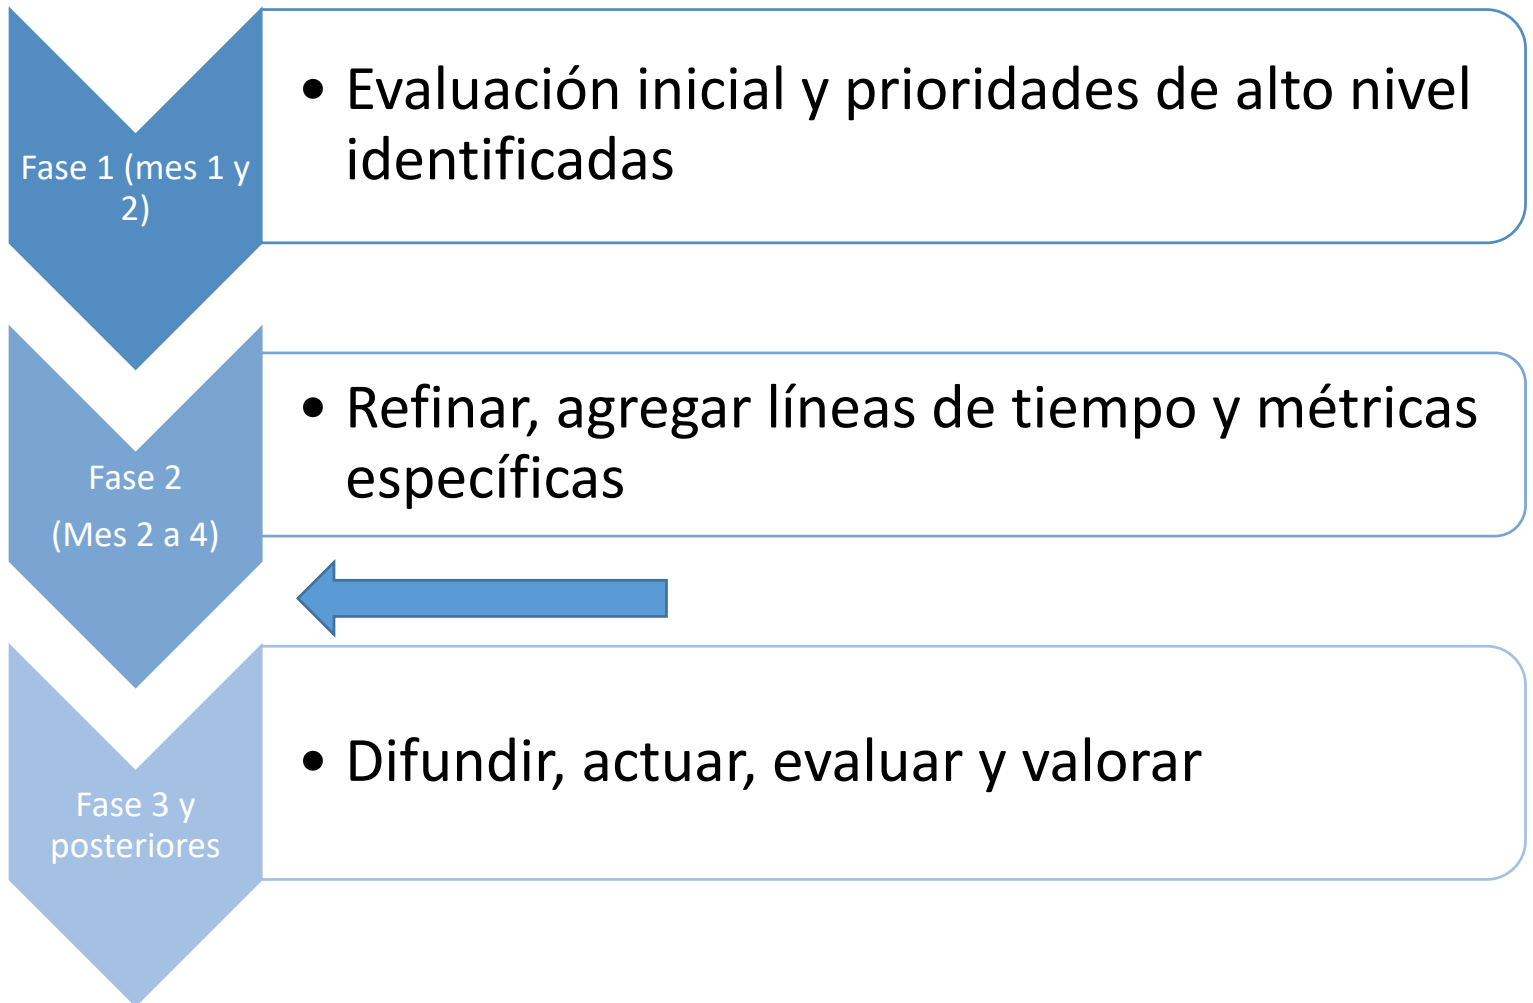 Fase 1 (mes 1 y
2)
• Evaluación inicial y prioridades de alto nivel
identificadas
Fase 2
(Mes 2 a 4)
• Refinar, agregar líneas de tiempo y métricas
específicas
Fase 3 y
posteriores
• Difundir, actuar, evaluar y valorar